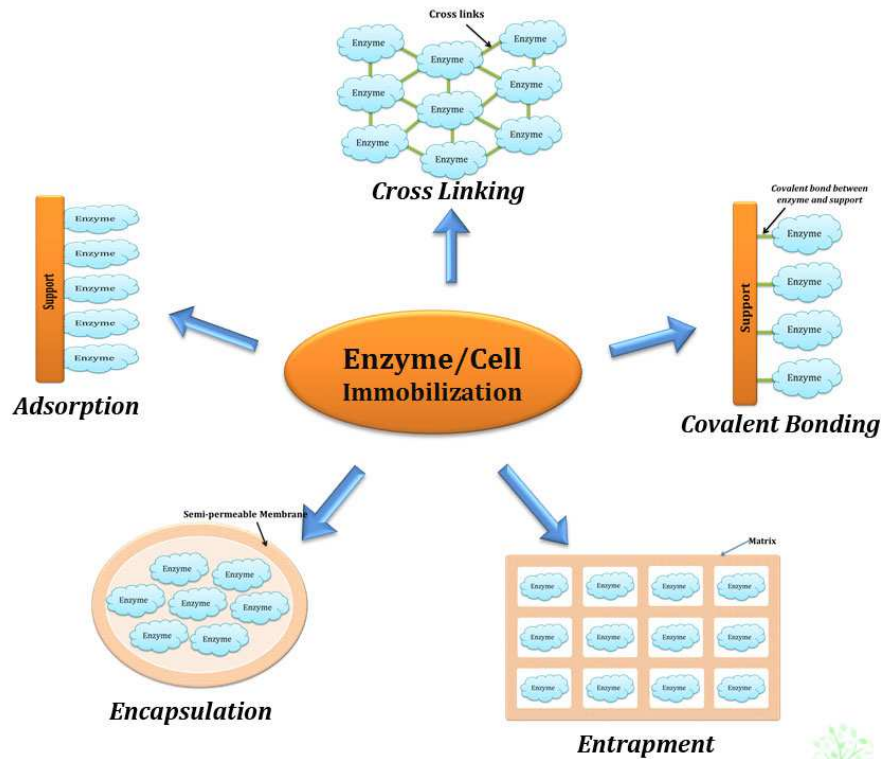 Cross links
Enzyme
Enzyme
Enzyme
Enzyme
Enzyme
Enzyme
Enzyme
Enzyme
Enzyme
Cross Linking
Support
Enzyme
Enzyme
Enzyme
Enzyme
Enzyme
Adsorption
Covalent bond between
enzyme and support
Support
Enzyme
Enzyme
Enzyme
Enzyme
Covalent Bonding
Enzyme/Cell
Immobilization
Semi-permeable Membrane
Enzyme
Enzyme
Enzyme
Enzyme
Enzyme
Enzyme
Enzyme
Encapsulation
Matrix
Enzyme
Enzyme
Enzyme
Enzyme
Enzyme
Enzyme
Enzyme
Enzyme
Enzyme
Enzyme
Enzyme
Enzyme
Entrapment